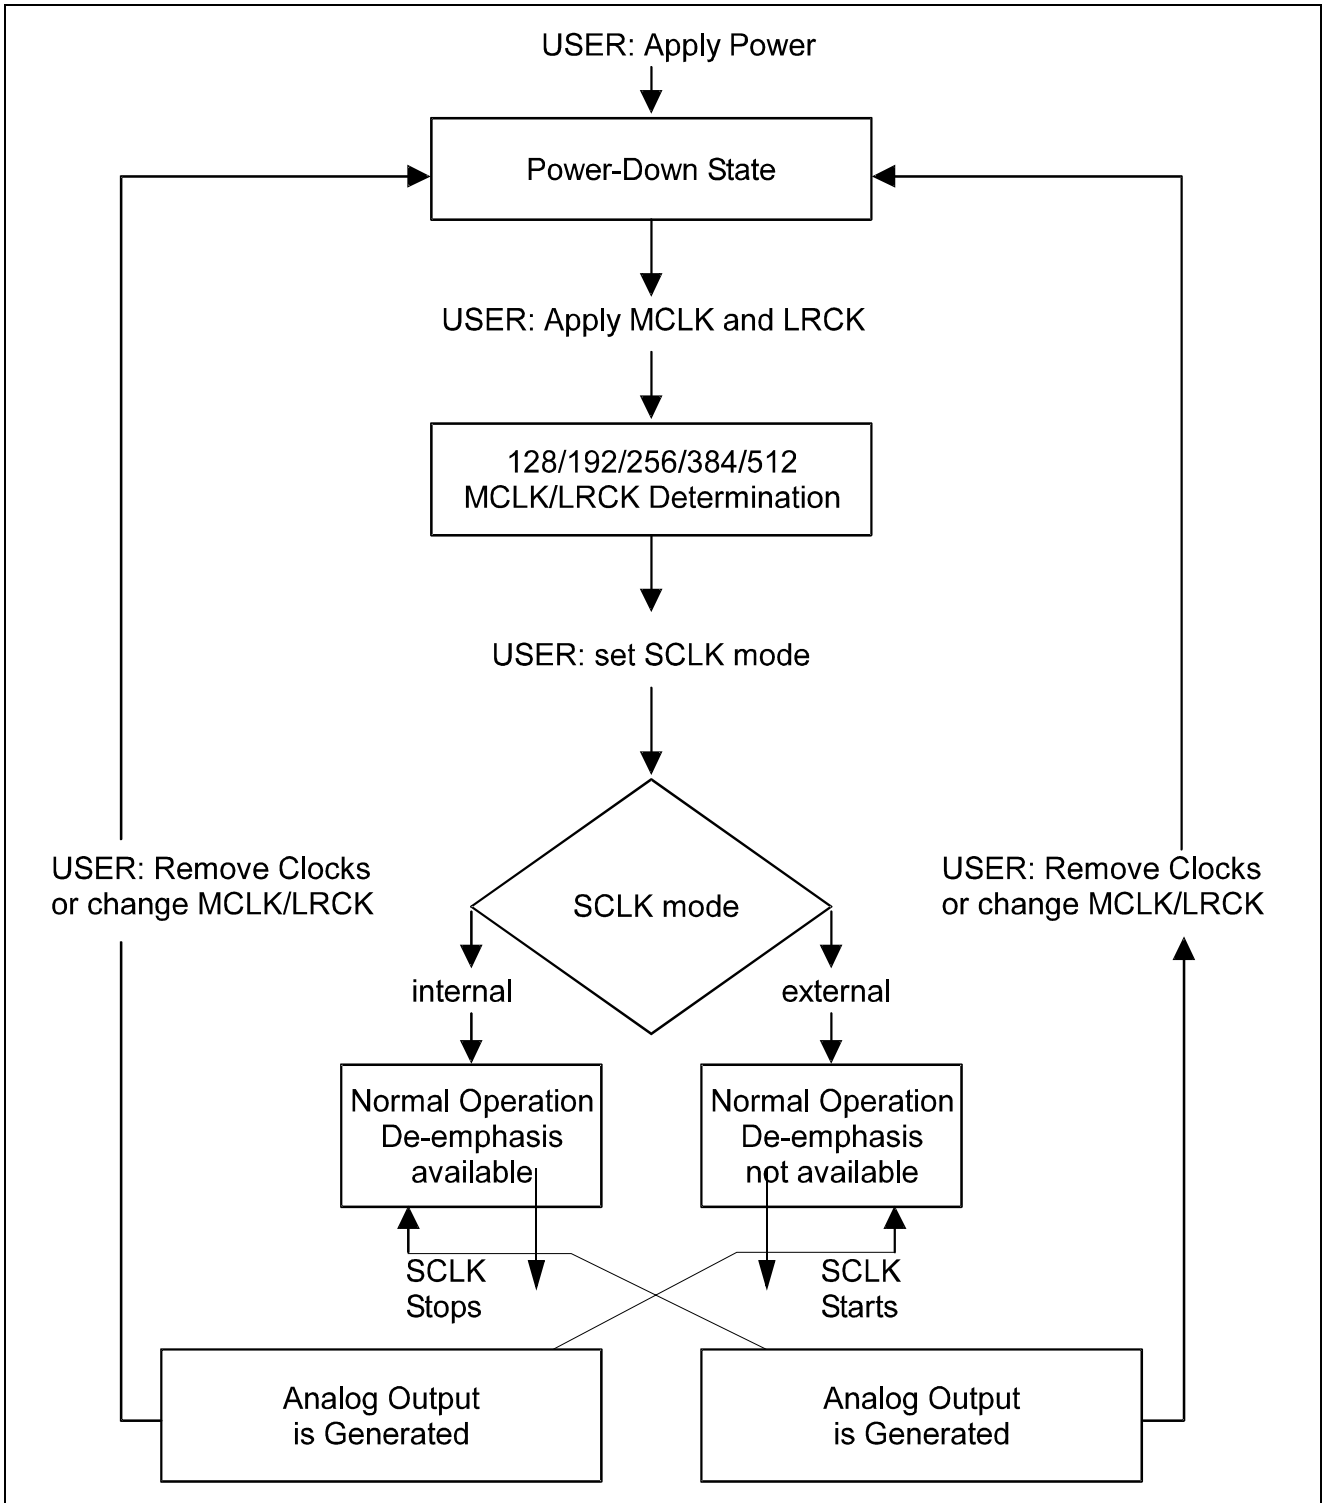 USER: Apply Power
Power-Down State
USER: Apply MCLK and LRCK
128/192/256/384/512
MCLK/LRCK Determination
USER: set SCLK mode
USER: Remove Clocks
or change MCLK/LRCK
SCLK mode
USER: Remove Clocks
or change MCLK/LRCK
internal
external
Normal Operation
De-emphasis
available
Normal Operation
De-emphasis
not available
SCLK
Stops
SCLK
Starts
Analog Output
is Generated
Analog Output
is Generated